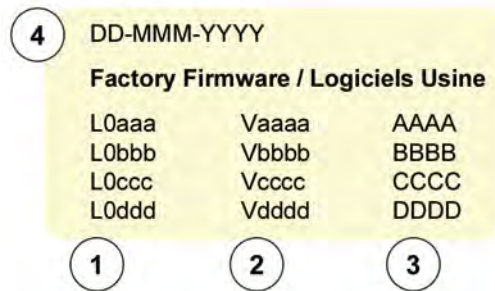 4 DD-MMM-YYYY
Factory Firmware / Logiciels Usine
L0aaa Vaaaa AAAA
L0bbb Vbbbb BBBB
L0ccc Vcccc CCCC
L0ddd Vdddd DDDD
1 2 3